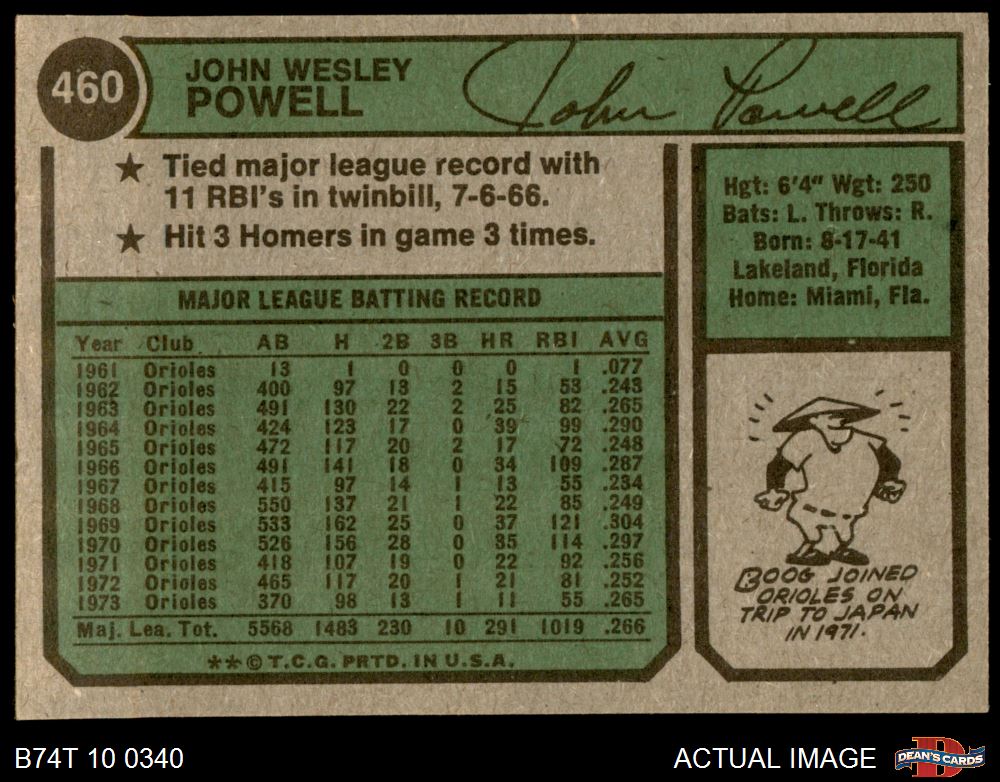 460
JOHN WESLEY
POWELL
John Powell
★ Tied major league record with
11 RBI's in twinbill, 7-6-66.
★ Hit 3 Homers in game 3 times.
Hgt: 6'4" Wgt: 250
Bats: L. Throws: R.
Born: 8-17-41
Lakeland, Florida
Home: Miami, Fla.
MAJOR LEAGUE BATTING RECORD
Year Club AB H 2B 3B HR RBI AVG
1961 Orioles 13 1 0 0 0 1 .077
1962 Orioles 400 97 13 2 15 53 .243
1963 Orioles 491 130 22 2 25 82 .265
1964 Orioles 424 123 17 0 39 99 .290
1965 Orioles 472 117 20 2 17 72 .248
1966 Orioles 491 141 18 0 34 109 .287
1967 Orioles 415 97 14 1 13 55 .234
1968 Orioles 550 137 21 1 22 85 .249
1969 Orioles 533 162 25 0 37 121 .304
1970 Orioles 526 156 28 0 35 114 .297
1971 Orioles 418 107 19 0 22 92 .256
1972 Orioles 465 117 20 1 21 81 .252
1973 Orioles 370 98 13 1 11 55 .265
Maj. Lea. Tot. 5568 1483 230 10 291 1019 .266
**©T.C.G. PRTD. IN U.S.A.
BOOG JOINED
ORIOLES ON
TRIP TO JAPAN
IN 1971.
B74T 10 0340
ACTUAL IMAGE
D
DEAN'S CARDS